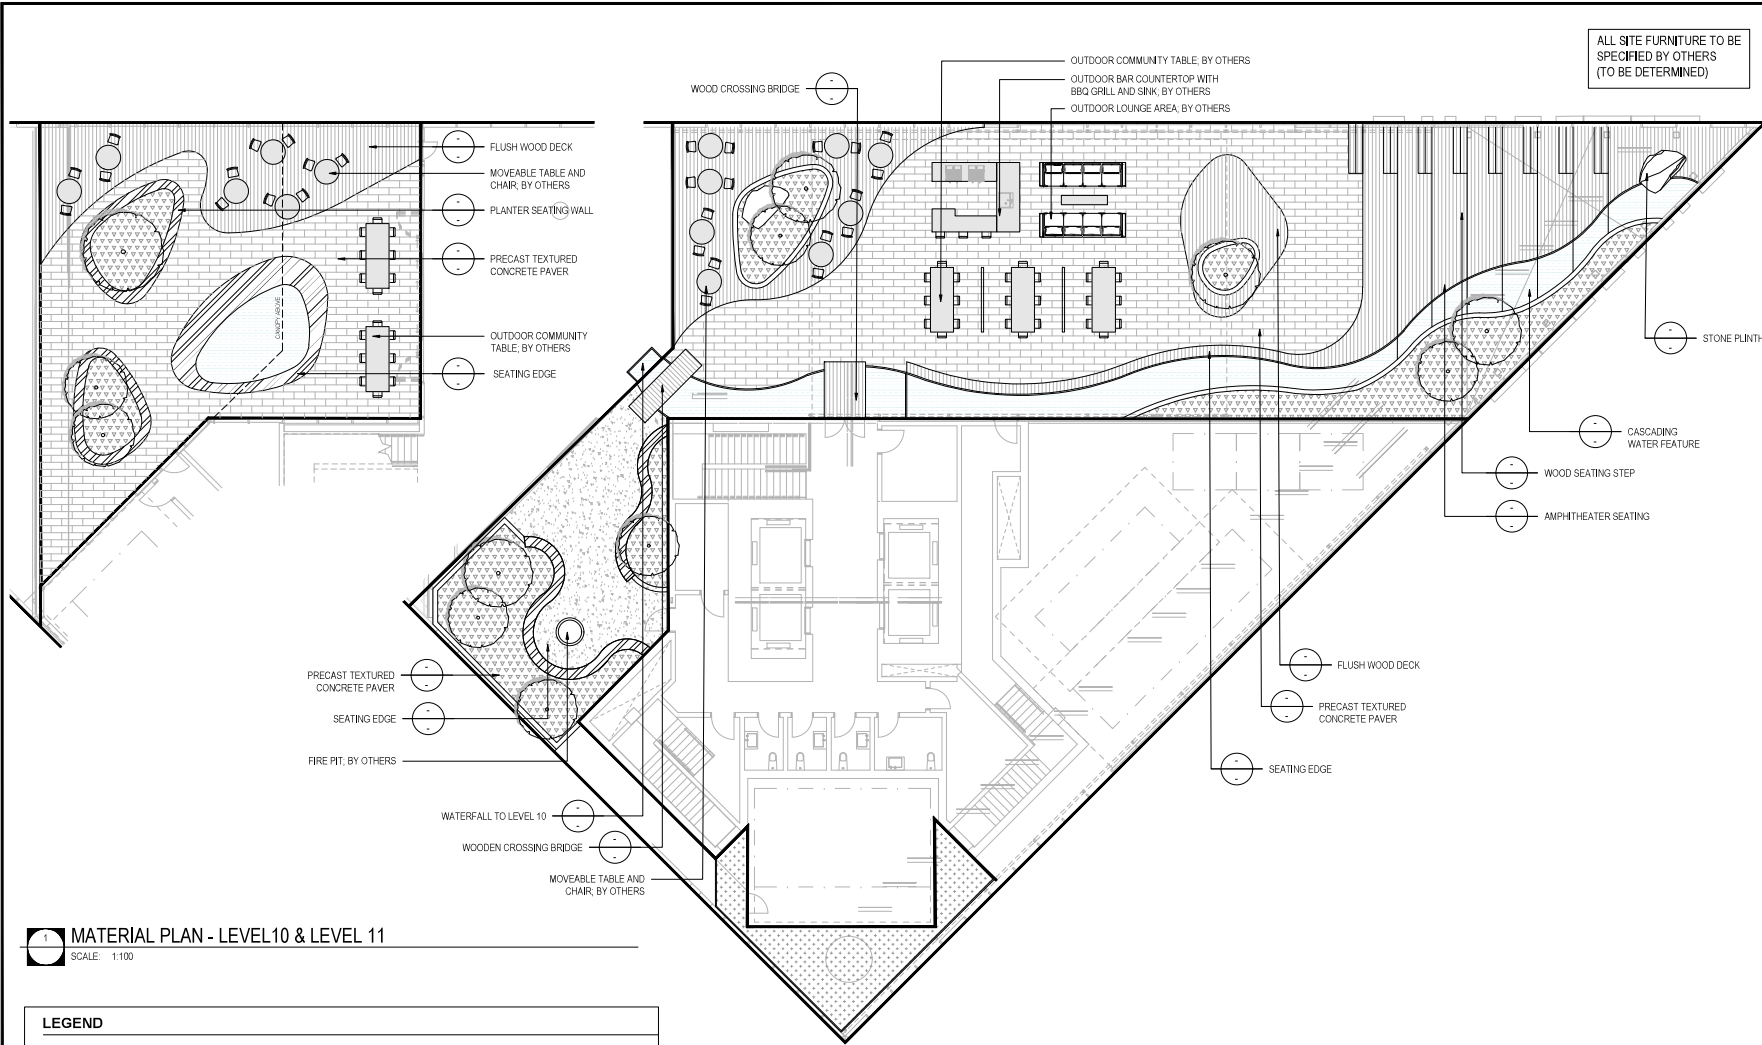 ALL SITE FURNITURE TO BE
SPECIFIED BY OTHERS
(TO BE DETERMINED)
OUTDOOR COMMUNITY TABLE; BY OTHERS
OUTDOOR BAR COUNTERTOP WITH
BBQ GRILL AND SINK; BY OTHERS
OUTDOOR LOUNGE AREA; BY OTHERS
WOOD CROSSING BRIDGE
FLUSH WOOD DECK
MOVEABLE TABLE AND
CHAIR; BY OTHERS
PLANTER SEATING WALL
PRECAST TEXTURED
CONCRETE PAVER
CANOPY ABOVE
OUTDOOR COMMUNITY
TABLE; BY OTHERS
SEATING EDGE
STONE PLINTH
CASCADING
WATER FEATURE
WOOD SEATING STEP
AMPHITHEATER SEATING
FLUSH WOOD DECK
PRECAST TEXTURED
CONCRETE PAVER
SEATING EDGE
PRECAST TEXTURED
CONCRETE PAVER
SEATING EDGE
FIRE PIT; BY OTHERS
WATERFALL TO LEVEL 10
WOODEN CROSSING BRIDGE
MOVEABLE TABLE AND
CHAIR; BY OTHERS
1
MATERIAL PLAN - LEVEL10 & LEVEL 11
SCALE: 1:100
LEGEND